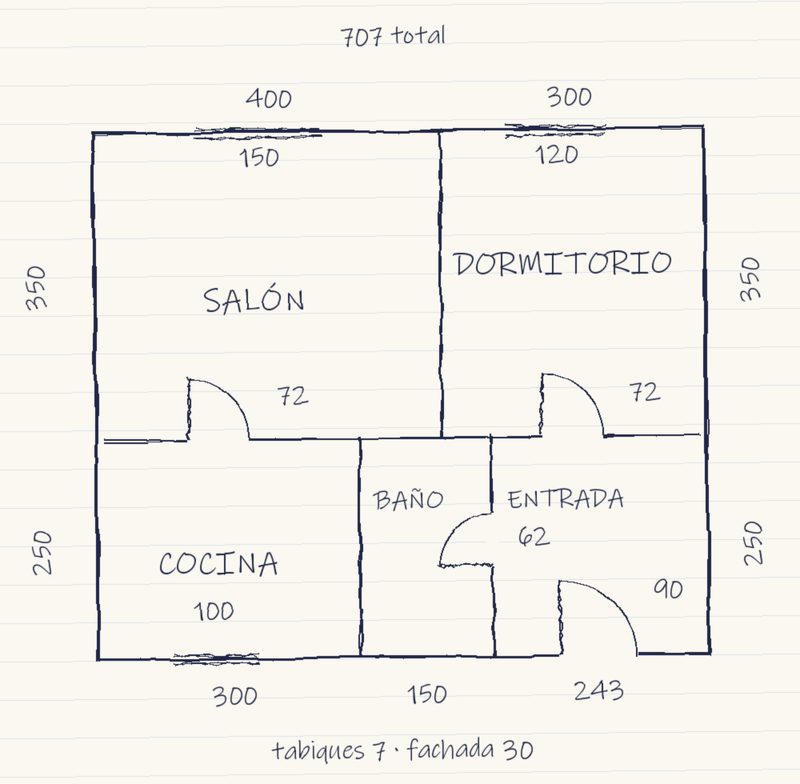 707 total
400
300
150
120
350
DORMITORIO
350
SALÓN
72
72
BAÑO
ENTRADA
62
250
COCINA
250
100
90
300
150
243
tabiques 7 · fachada 30